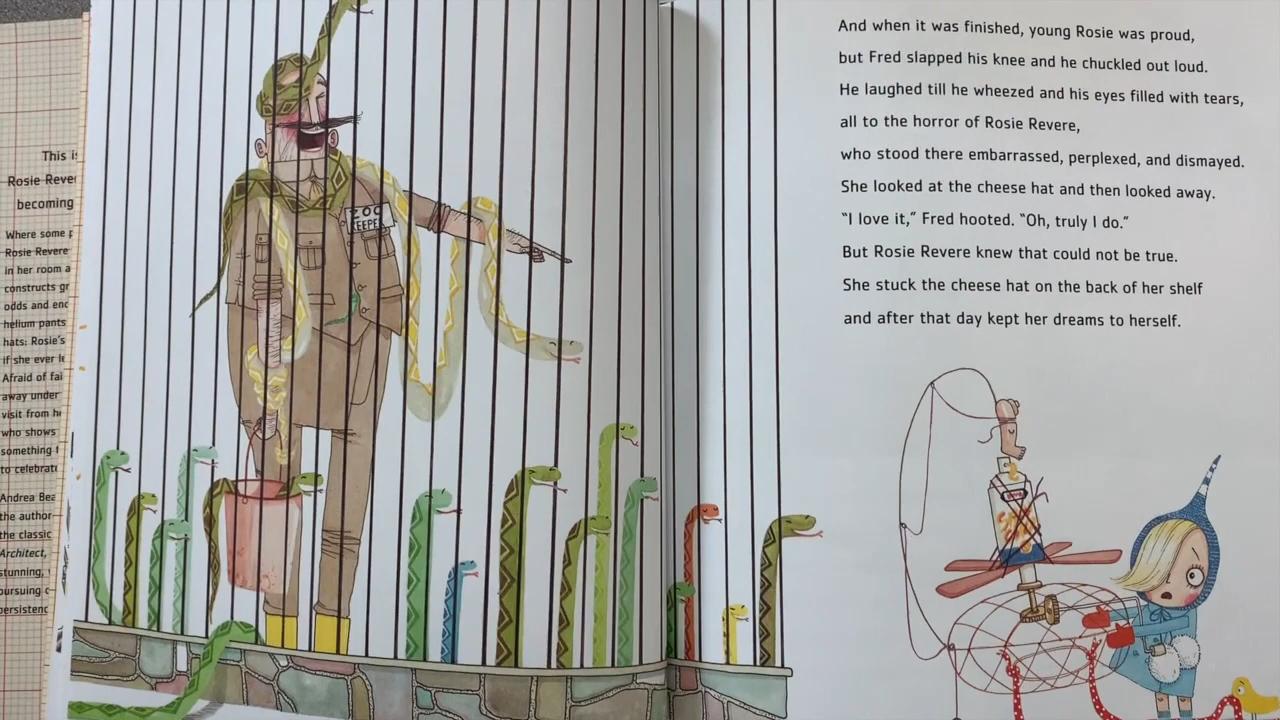 This is
Rosie Reve
becoming
Where some p
Rosie Revere
in her room a
constructs gr
odds and end
helium pants
hats: Rosie's
if she ever le
Afraid of fai
away under
visit from he
who shows
something
to celebrate
Andrea Bea
the author
the classic
Architect,
stunning,
pursuing
persistenc
ZOO
KEEPER
And when it was finished, young Rosie was proud,
but Fred slapped his knee and he chuckled out loud.
He laughed till he wheezed and his eyes filled with tears,
all to the horror of Rosie Revere,
who stood there embarrassed, perplexed, and dismayed.
She looked at the cheese hat and then looked away.
“I love it,” Fred hooted. “Oh, truly I do.”
But Rosie Revere knew that could not be true.
She stuck the cheese hat on the back of her shelf
and after that day kept her dreams to herself.